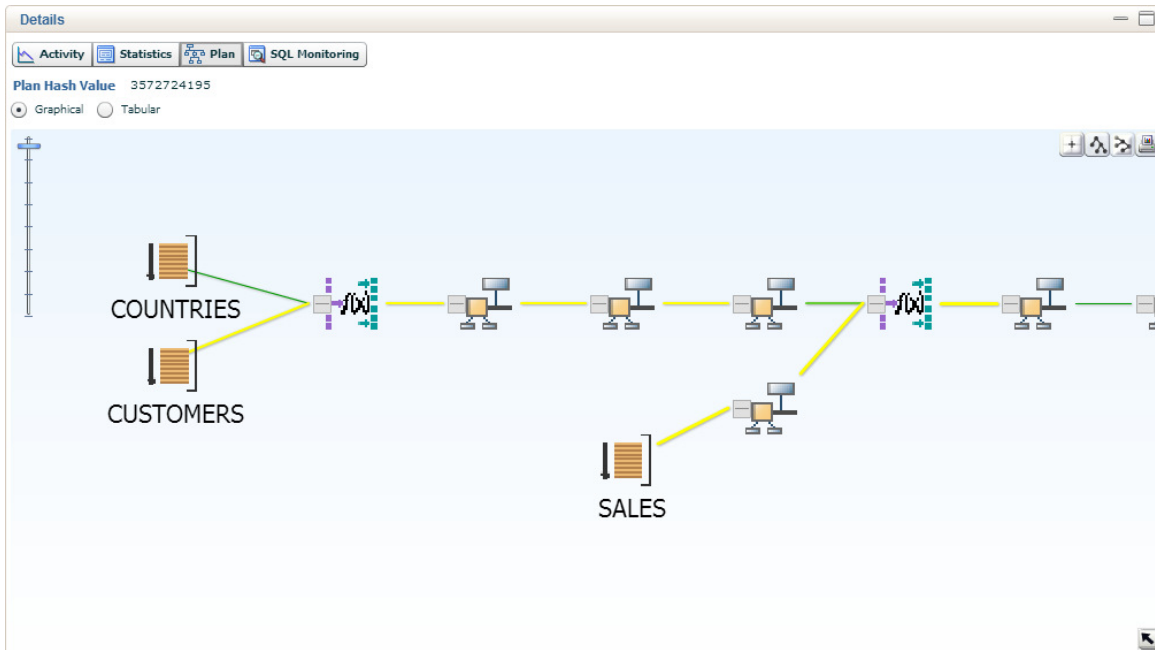 Details
Activity Statistics Plan SQL Monitoring
Plan Hash Value 3572724195
Graphical Tabular
COUNTRIES
f(x) f(x)
CUSTOMERS
SALES